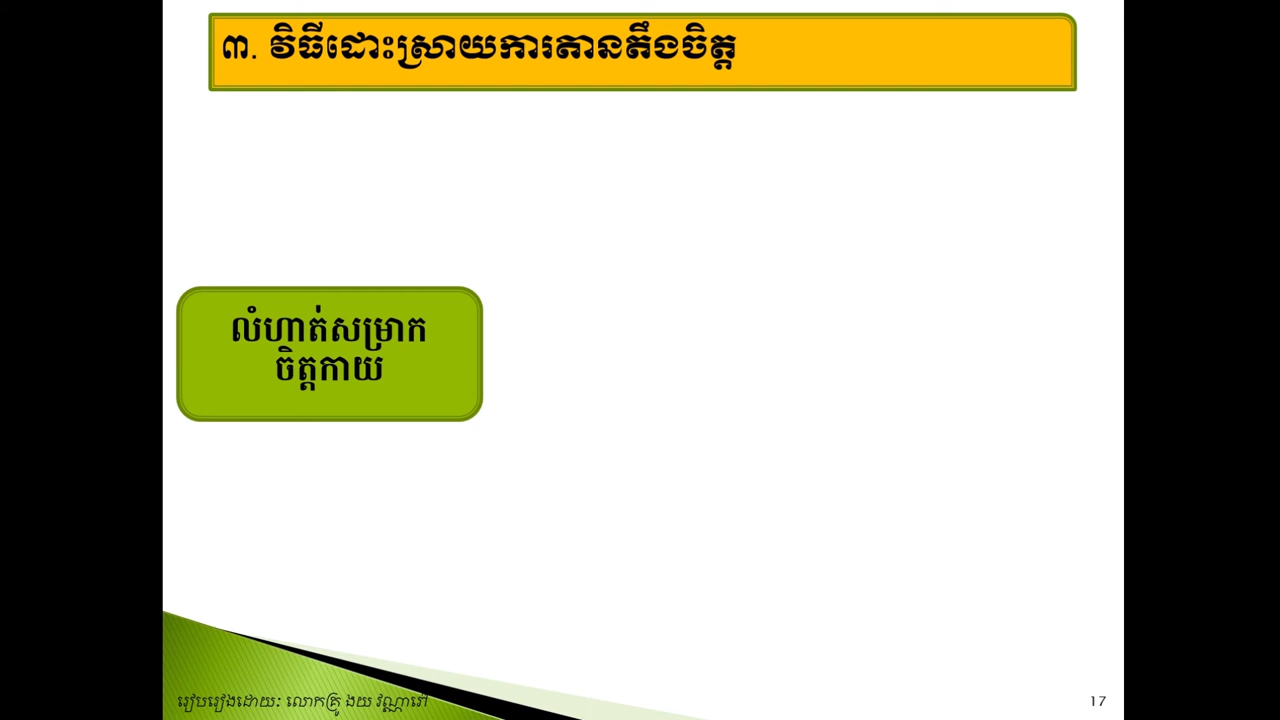 ៣. វិធីដោះស្រាយការតានតឹងចិត្ត
លំហាត់សម្រាក
ចិត្តកាយ
រៀបរៀងដោយ: លោកគ្រូ ងយ វណ្ណាវៅ
17